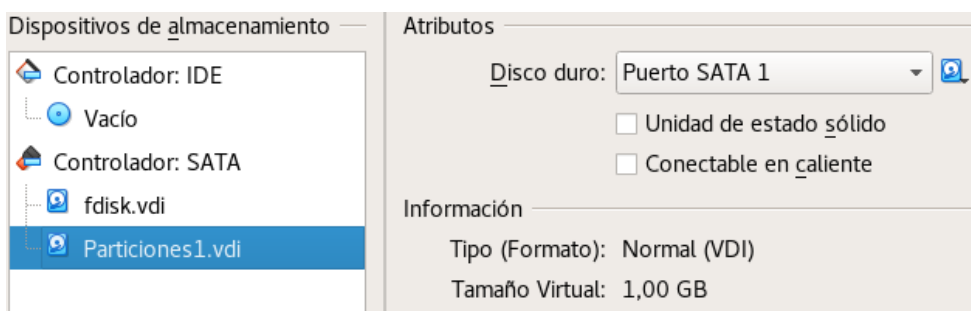 Dispositivos de almacenamiento
Controlador: IDE
Vacío
Controlador: SATA
fdisk.vdi
Particiones1.vdi
Atributos
Disco duro: Puerto SATA 1
Unidad de estado sólido
Conectable en caliente
Información
Tipo (Formato): Normal (VDI)
Tamaño Virtual: 1,00 GB